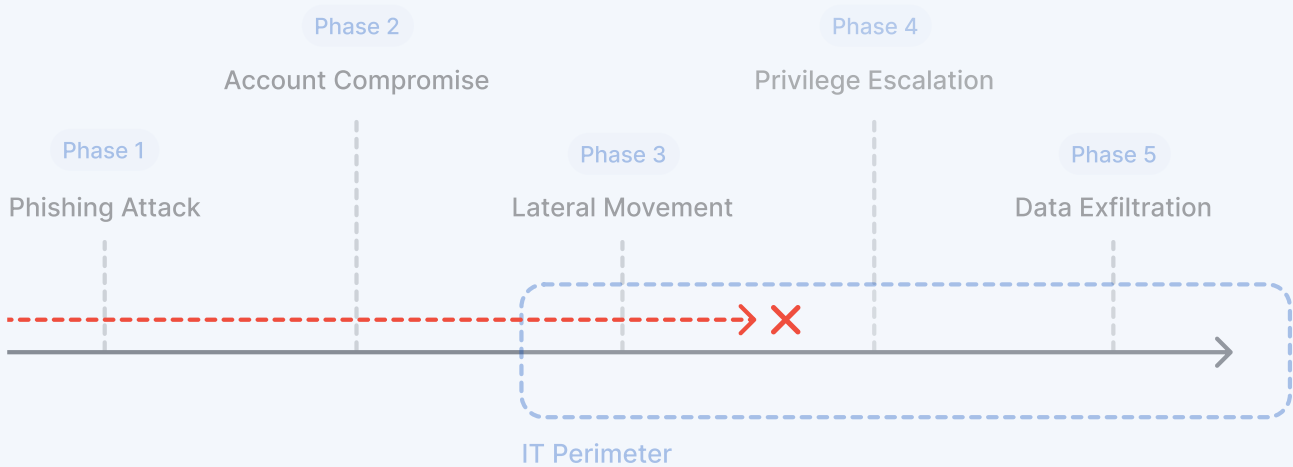 Phase 1
Phishing Attack
Phase 2
Account Compromise
Phase 3
Lateral Movement
Phase 4
Privilege Escalation
Phase 5
Data Exfiltration
IT Perimeter